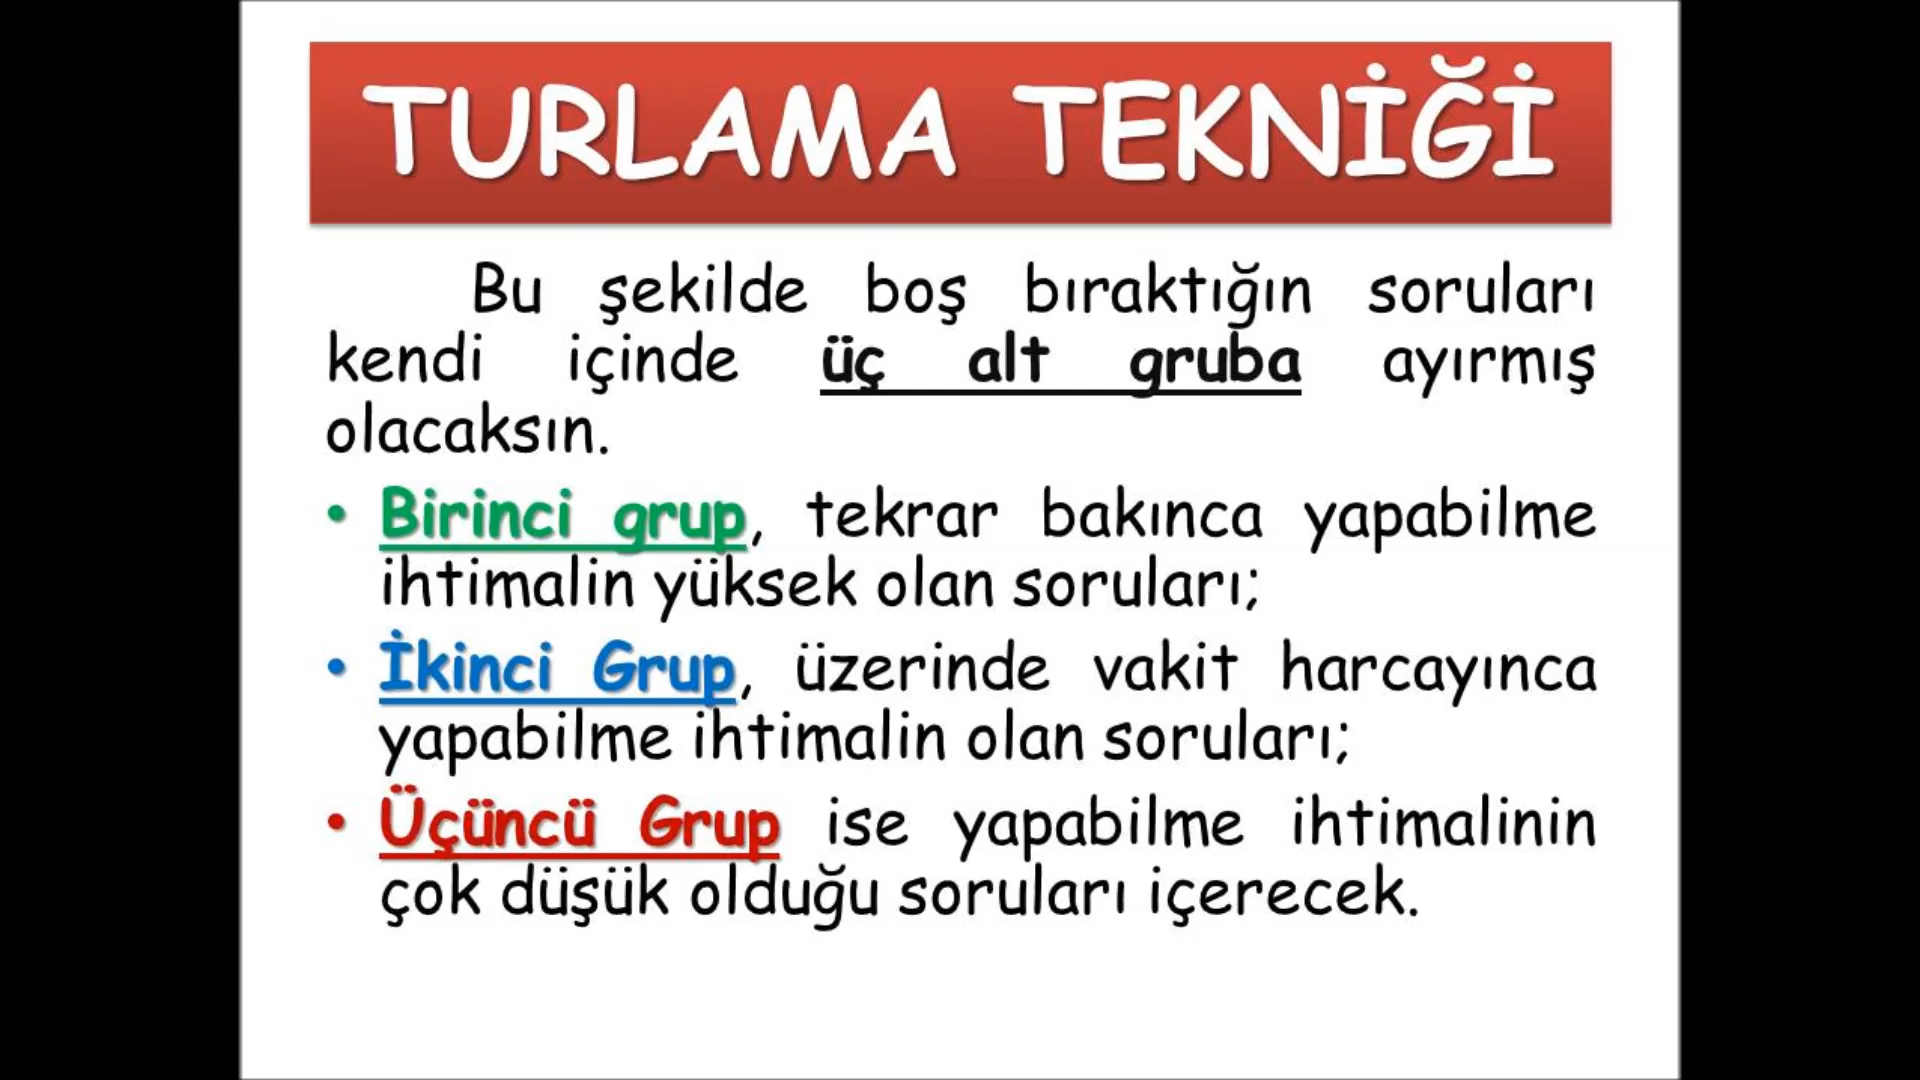 TURLAMA TEKNİĞİ
Bu şekilde boş bıraktığın soruları
kendi içinde üç alt gruba ayırmış
olacaksın.
• Birinci grup, tekrar bakınca yapabilme
ihtimalin yüksek olan soruları;
• İkinci Grup, üzerinde vakit harcayınca
yapabilme ihtimalin olan soruları;
• Üçüncü Grup ise yapabilme ihtimalinin
çok düşük olduğu soruları içerecek.